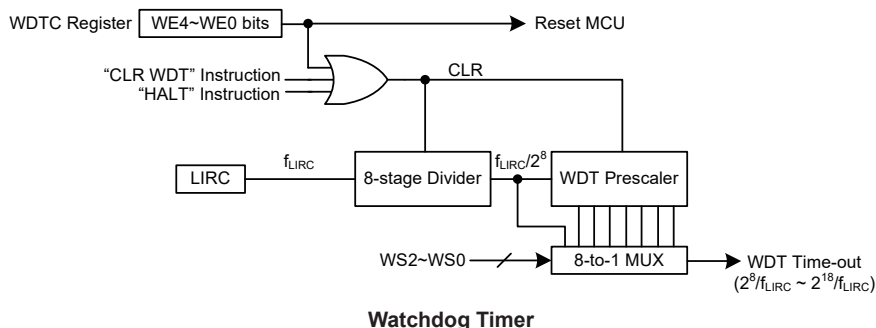 WDTC Register WE4~WE0 bits Reset MCU
“CLR WDT” Instruction
“HALT” Instruction
CLR
LIRC
fLIRC
8-stage Divider
fLIRC/2⁸
WDT Prescaler
WS2~WS0
8-to-1 MUX
WDT Time-out
(2⁸/fLIRC ~ 2¹⁸/fLIRC)
Watchdog Timer